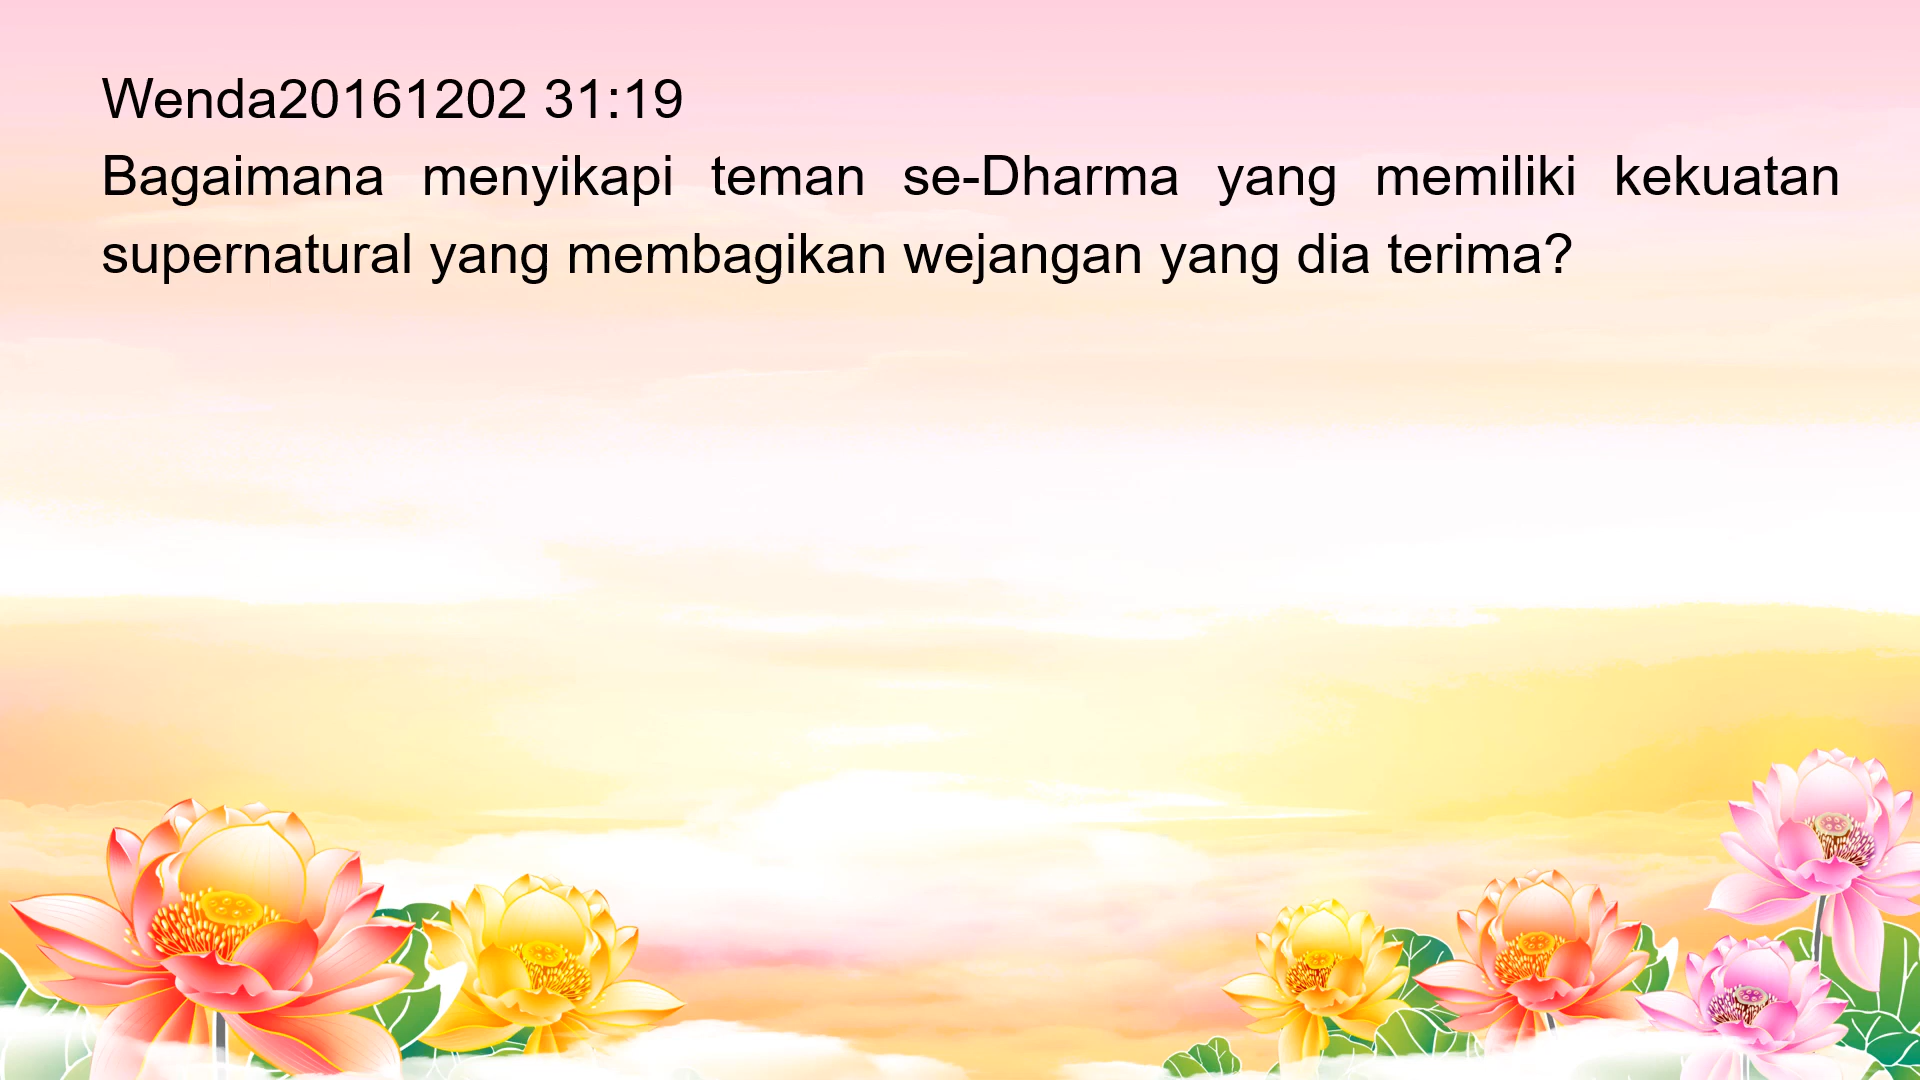 Wenda20161202 31:19
Bagaimana menyikapi teman se-Dharma yang memiliki kekuatan
supernatural yang membagikan wejangan yang dia terima?